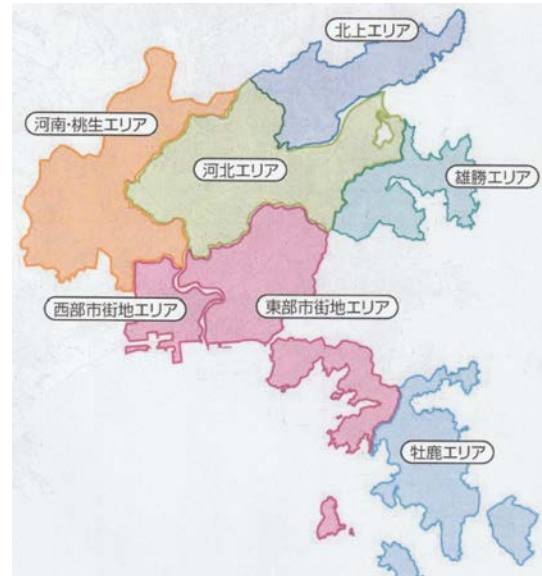 北上エリア
河南・桃生エリア
河北エリア
雄勝エリア
西部市街地エリア
東部市街地エリア
牡鹿エリア